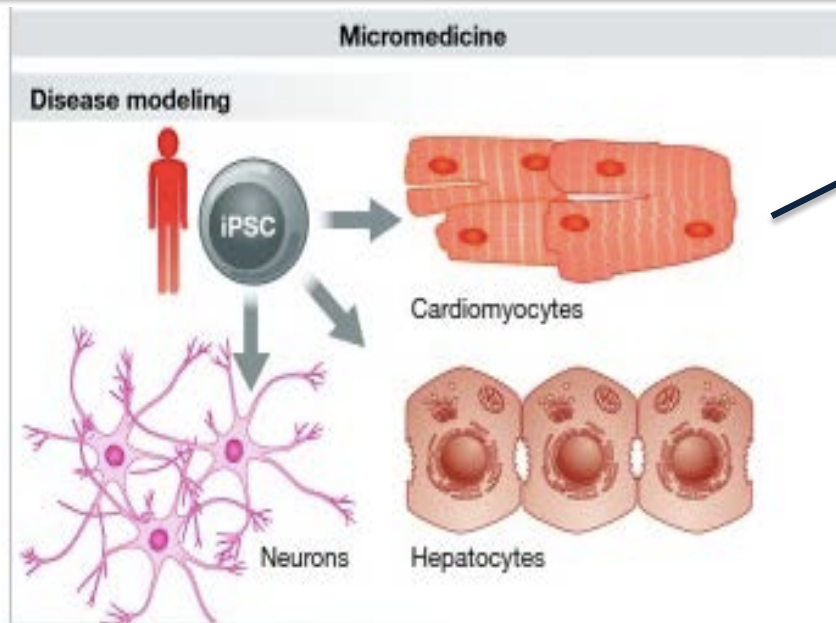 Micromedicine
Disease modeling
iPSC
Cardiomyocytes
Neurons
Hepatocytes